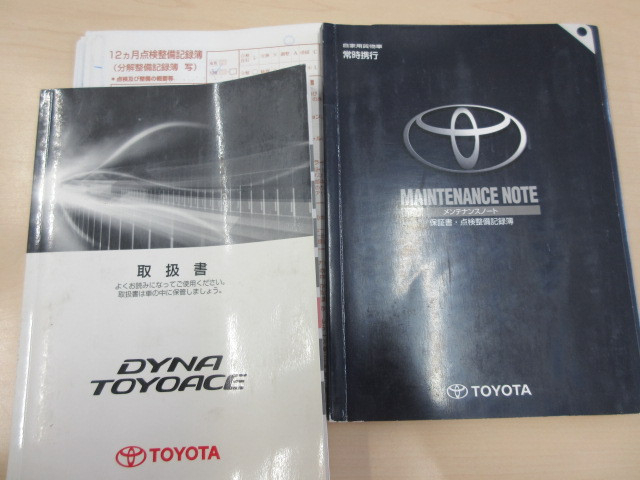 12ヵ月点検整備記録簿
(分解整備記録簿 写)
取扱書
よくお読みになってご使用ください。
取扱書は車の中に保管しましょう。
DYNA
TOYOACE
TOYOTA
自家用貨物車
常時携行
MAINTENANCE NOTE
メンテナンスノート
保証書・点検整備記録簿
TOYOTA